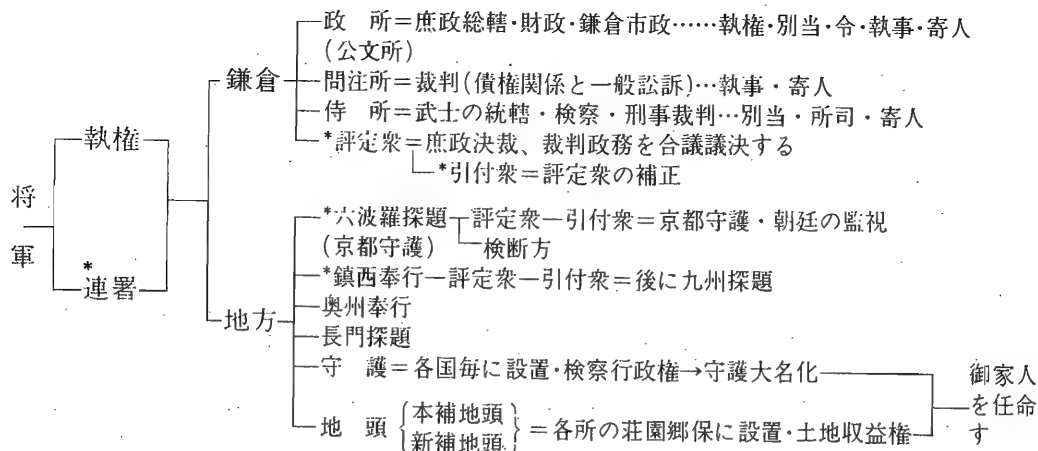 政 所＝庶政総轄・財政・鎌倉市政……執権・別当・令・執事・寄人
(公文所)
鎌倉
問注所＝裁判(債権関係と一般訟訴)…執事・寄人
侍 所＝武士の統轄・検察・刑事裁判…別当・所司・寄人
執権
*評定衆＝庶政決裁、裁判政務を合議議決する
*引付衆＝評定衆の補正
将軍
*連署
*六波羅探題
評定衆―引付衆＝京都守護・朝廷の監視
(京都守護)
検断方
*鎮西奉行―評定衆―引付衆＝後に九州探題
地方
奥州奉行
長門探題
守 護＝各国毎に設置・検察行政権→守護大名化
地 頭{本補地頭
新補地頭}＝各所の荘園郷保に設置・土地収益権
御家人
を任命
す